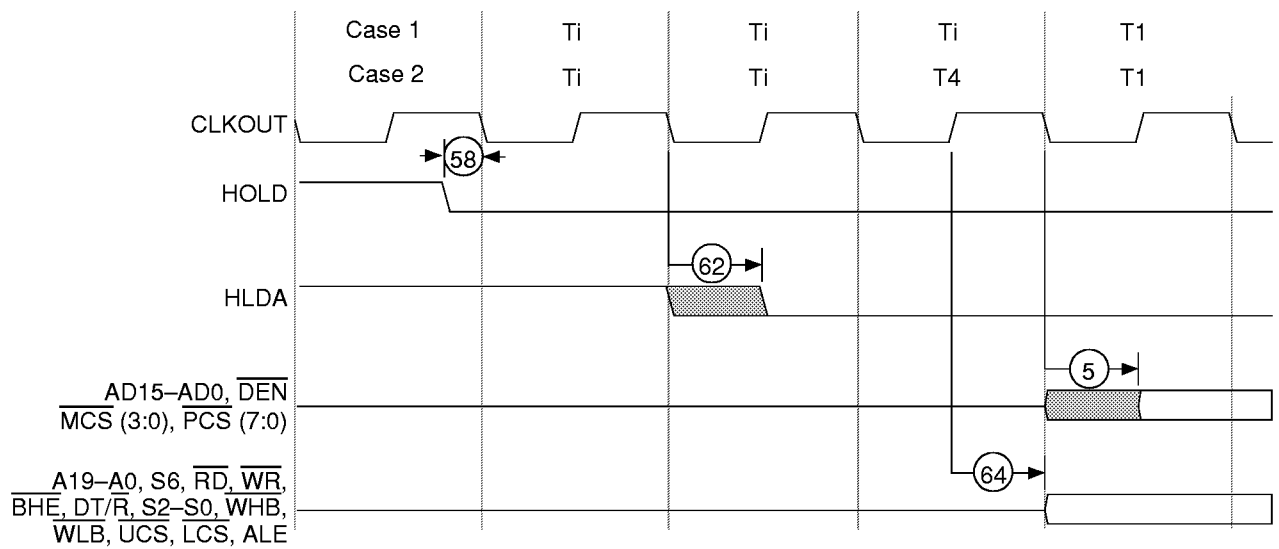 Case 1 Ti Ti Ti T1
Case 2 Ti Ti T4 T1
CLKOUT
58
HOLD
62
HLDA
5
AD15–AD0, DEN
MCS (3:0), PCS (7:0)
64
A19–A0, S6, RD, WR,
BHE, DT/R, S2–S0, WHB,
WLB, UCS, LCS, ALE